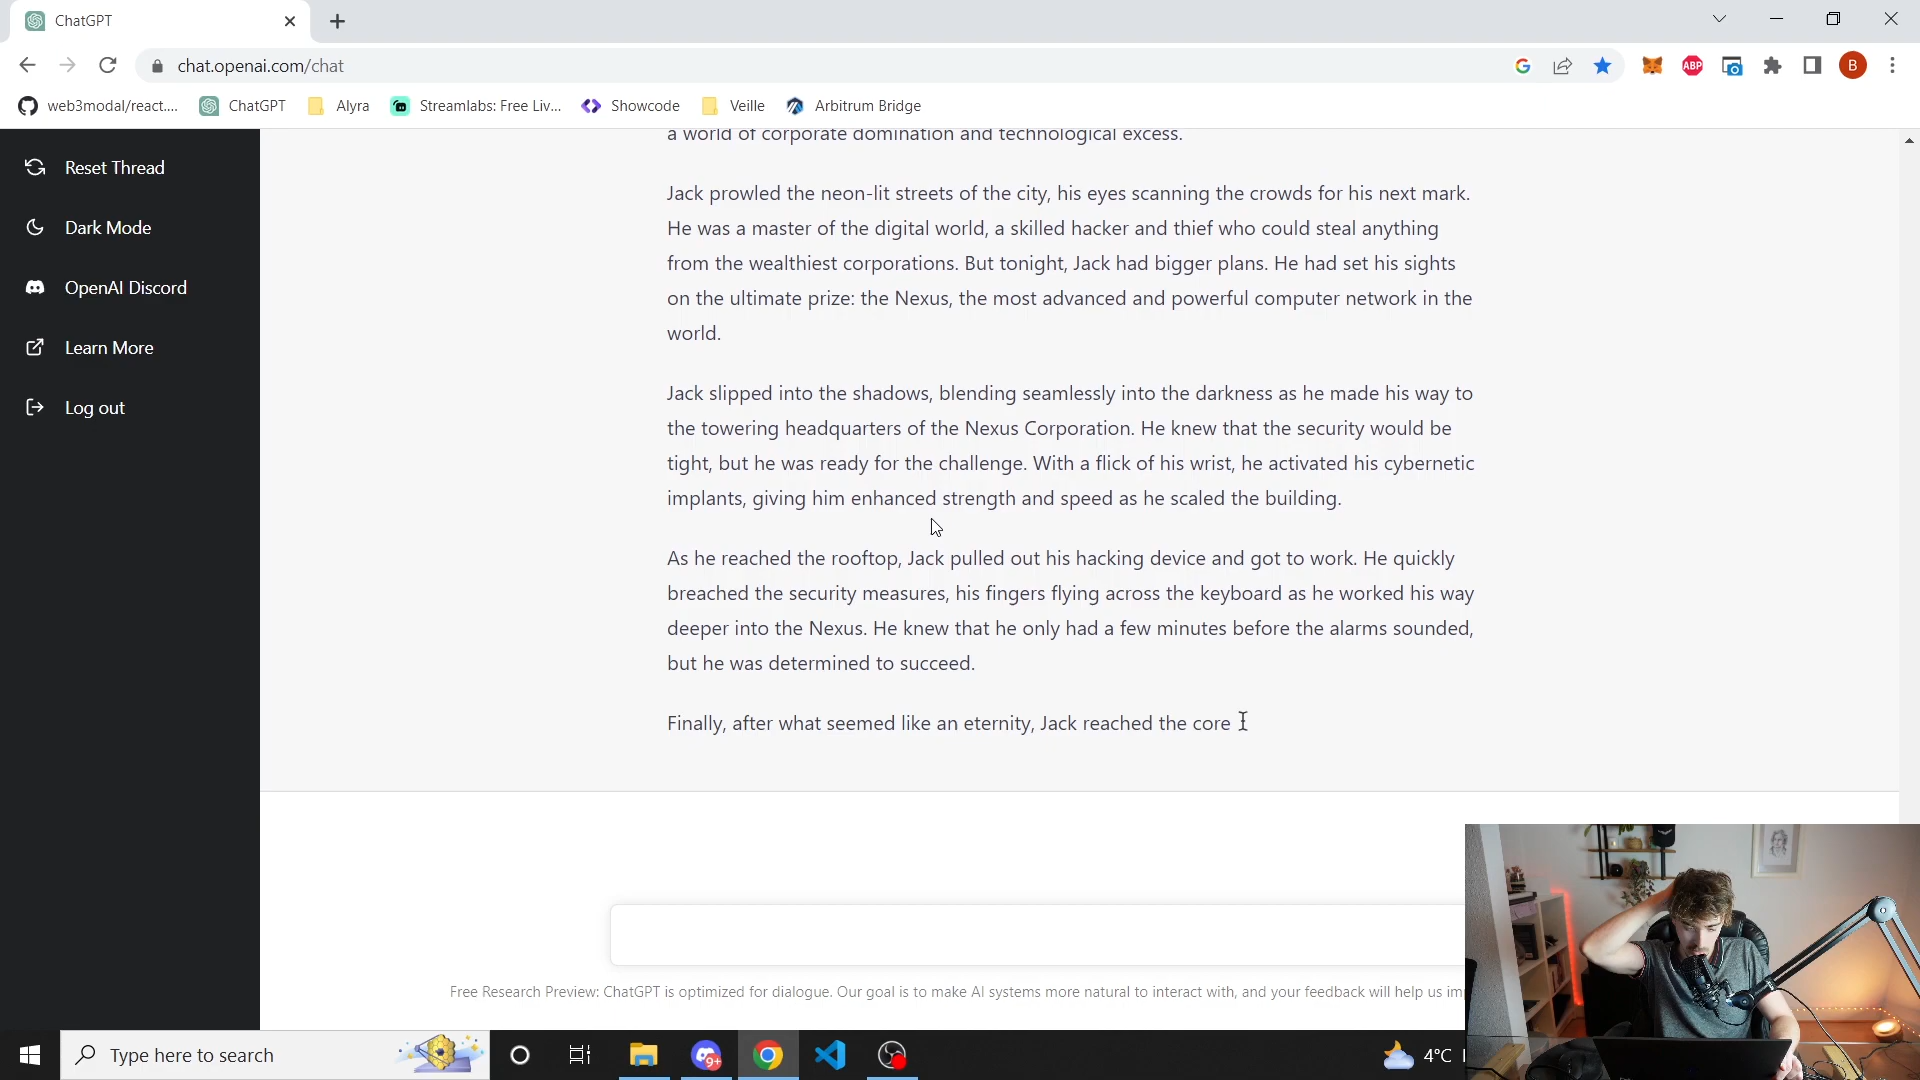 ChatGPT
chat.openai.com/chat
B
web3modal/react....
ChatGPT
Alyra
Streamlabs: Free Liv...
Showcode
Veille
Arbitrum Bridge
ABP
Reset Thread
Dark Mode
OpenAI Discord
Learn More
Log out
a world of corporate domination and technological excess.
Jack prowled the neon-lit streets of the city, his eyes scanning the crowds for his next mark.
He was a master of the digital world, a skilled hacker and thief who could steal anything
from the wealthiest corporations. But tonight, Jack had bigger plans. He had set his sights
on the ultimate prize: the Nexus, the most advanced and powerful computer network in the
world.
Jack slipped into the shadows, blending seamlessly into the darkness as he made his way to
the towering headquarters of the Nexus Corporation. He knew that the security would be
tight, but he was ready for the challenge. With a flick of his wrist, he activated his cybernetic
implants, giving him enhanced strength and speed as he scaled the building.
As he reached the rooftop, Jack pulled out his hacking device and got to work. He quickly
breached the security measures, his fingers flying across the keyboard as he worked his way
deeper into the Nexus. He knew that he only had a few minutes before the alarms sounded,
but he was determined to succeed.
Finally, after what seemed like an eternity, Jack reached the core
Free Research Preview: ChatGPT is optimized for dialogue. Our goal is to make AI systems more natural to interact with, and your feedback will help us
Type here to search
9+
4°C